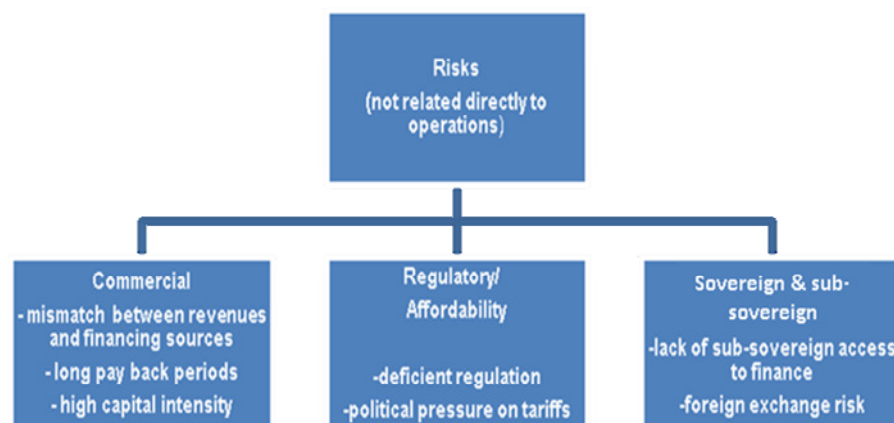 Risks
(not related directly to
operations)
Commercial
- mismatch between revenues
and financing sources
- long pay back periods
- high capital intensity
Regulatory/
Affordability
-deficient regulation
-political pressure on tariffs
Sovereign & sub-
sovereign
-lack of sub-sovereign access
to finance
-foreign exchange risk